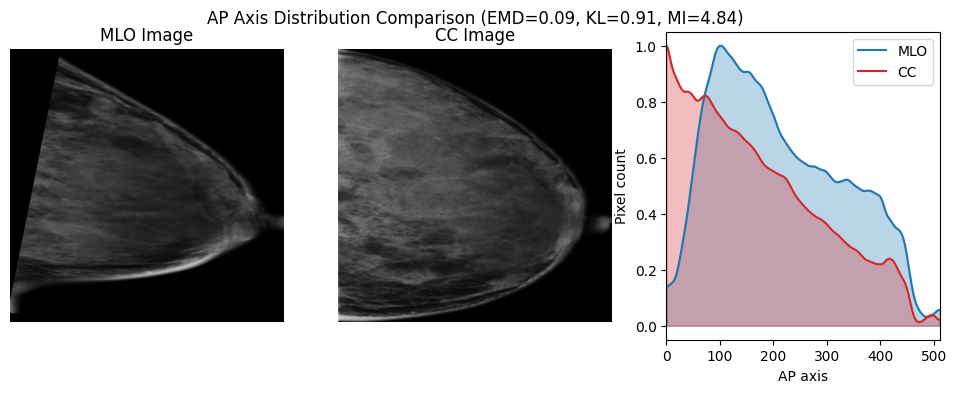 AP Axis Distribution Comparison (EMD=0.09, KL=0.91, MI=4.84)
MLO Image
CC Image
MLO
CC
Pixel count
1.0
0.8
0.6
0.4
0.2
0.0
0 100 200 300 400 500
AP axis